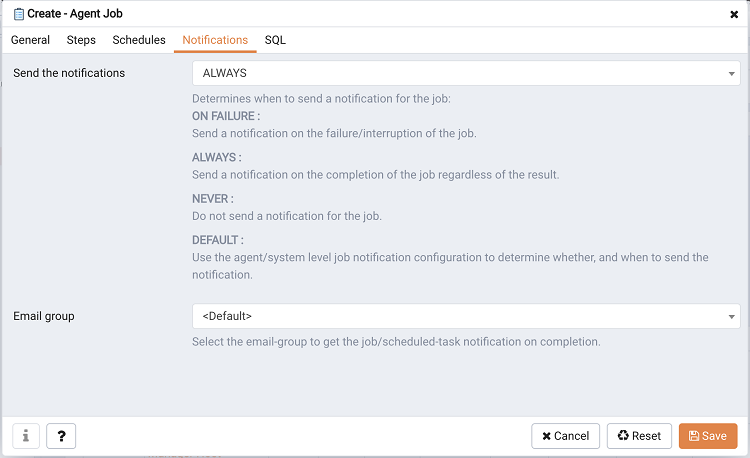 Create - Agent Job
General Steps Schedules Notifications SQL
Send the notifications ALWAYS
Determines when to send a notification for the job:
ON FAILURE :
Send a notification on the failure/interruption of the job.
ALWAYS :
Send a notification on the completion of the job regardless of the result.
NEVER :
Do not send a notification for the job.
DEFAULT :
Use the agent/system level job notification configuration to determine whether, and when to send the
notification.
Email group <Default>
Select the email-group to get the job/scheduled-task notification on completion.
i ? Cancel Reset Save